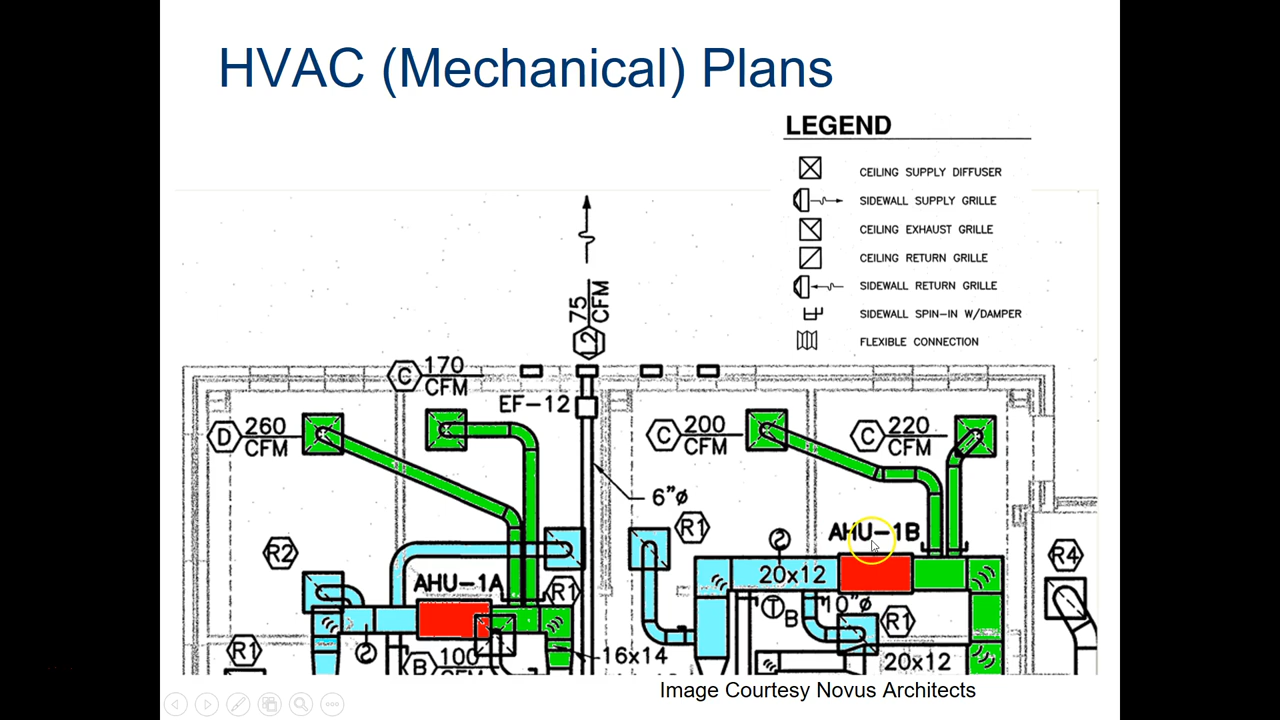 HVAC (Mechanical) Plans
LEGEND
CEILING SUPPLY DIFFUSER
SIDEWALL SUPPLY GRILLE
CEILING EXHAUST GRILLE
CEILING RETURN GRILLE
SIDEWALL RETURN GRILLE
SIDEWALL SPIN-IN W/DAMPER
FLEXIBLE CONNECTION
L2 75 CFM
C 170 CFM
EF-12
D 260 CFM
C 200 CFM
C 220 CFM
6"ø
R1
R2
AHU-1B
R4
AHU-1A
R1
20x12
T B
10"ø
R1
R1
B 100
16x14
20x12
Image Courtesy Novus Architects